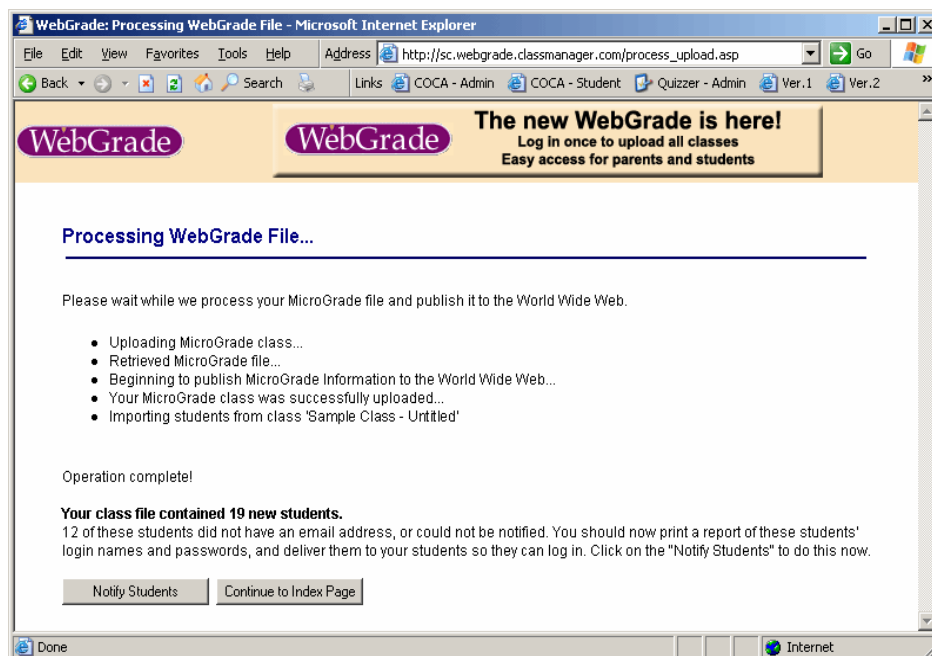 WebGrade: Processing WebGrade File - Microsoft Internet Explorer
File Edit View Favorites Tools Help Address http://sc.webgrade.classmanager.com/process_upload.asp Go
Back Search Links COCA - Admin COCA - Student Quizzer - Admin Ver.1 Ver.2 »
WebGrade
WebGrade
The new WebGrade is here!
Log in once to upload all classes
Easy access for parents and students
Processing WebGrade File...
Please wait while we process your MicroGrade file and publish it to the World Wide Web.
• Uploading MicroGrade class...
• Retrieved MicroGrade file...
• Beginning to publish MicroGrade Information to the World Wide Web...
• Your MicroGrade class was successfully uploaded...
• Importing students from class 'Sample Class - Untitled'
Operation complete!
Your class file contained 19 new students.
12 of these students did not have an email address, or could not be notified. You should now print a report of these students'
login names and passwords, and deliver them to your students so they can log in. Click on the "Notify Students" to do this now.
Notify Students Continue to Index Page
Done Internet